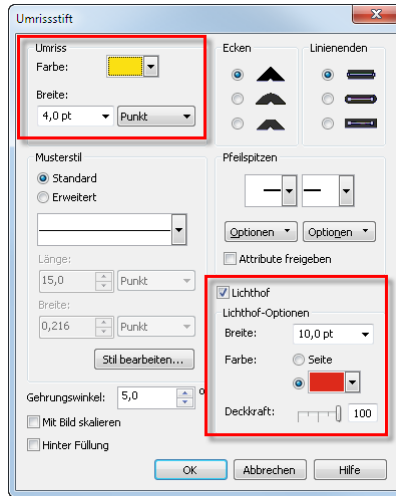 Umrissstift
Umriss
Farbe:
Breite:
4,0 pt
Punkt
Ecken
Linienenden
Musterstil
Standard
Erweitert
Länge:
15,0
Punkt
Breite:
0,216
Punkt
Stil bearbeiten...
Gehrungswinkel:
5,0
°
Mit Bild skalieren
Hinter Füllung
Pfeilspitzen
Optionen
Optionen
Attribute freigeben
Lichthof
Lichthof-Optionen
Breite:
10,0 pt
Farbe:
Seite
Deckkraft:
100
OK
Abbrechen
Hilfe